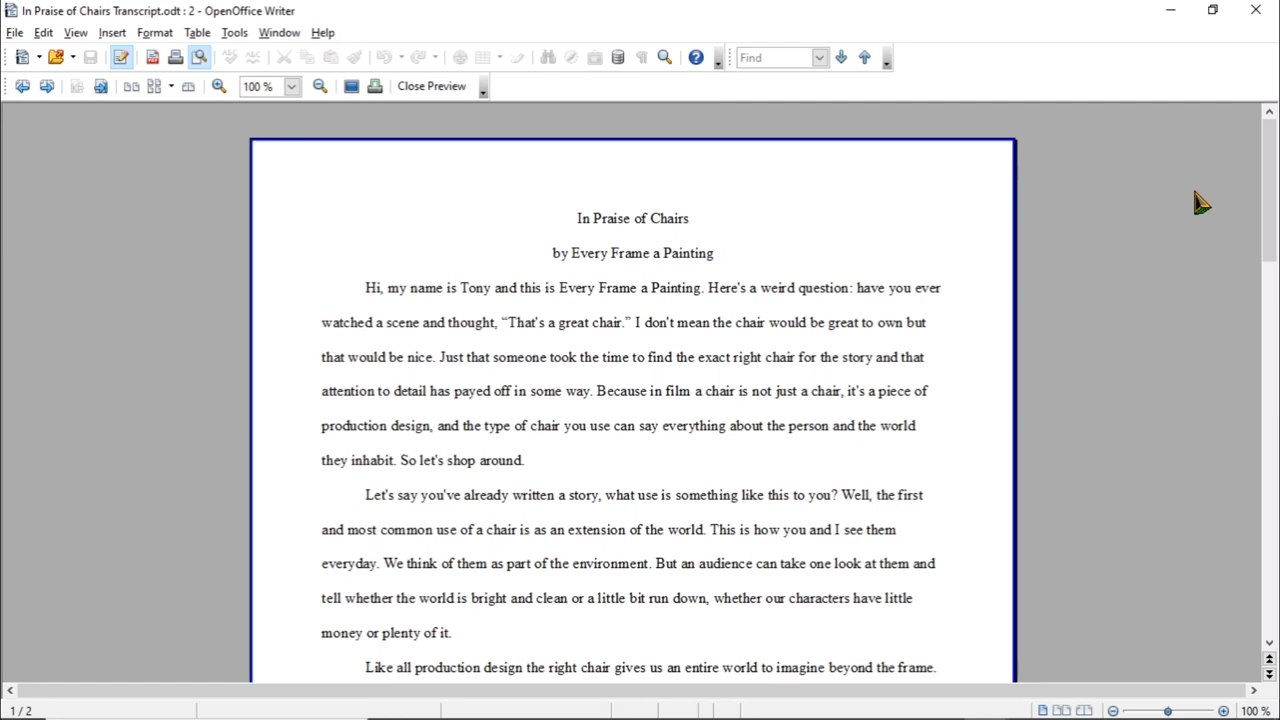 In Praise of Chairs Transcript.odt : 2 - OpenOffice Writer
File Edit View Insert Format Table Tools Window Help
Find
100 %
Close Preview
In Praise of Chairs
by Every Frame a Painting
Hi, my name is Tony and this is Every Frame a Painting. Here's a weird question: have you ever
watched a scene and thought, “That's a great chair.” I don't mean the chair would be great to own but
that would be nice. Just that someone took the time to find the exact right chair for the story and that
attention to detail has payed off in some way. Because in film a chair is not just a chair, it's a piece of
production design, and the type of chair you use can say everything about the person and the world
they inhabit. So let's shop around.
Let's say you've already written a story, what use is something like this to you? Well, the first
and most common use of a chair is as an extension of the world. This is how you and I see them
everyday. We think of them as part of the environment. But an audience can take one look at them and
tell whether the world is bright and clean or a little bit run down, whether our characters have little
money or plenty of it.
Like all production design the right chair gives us an entire world to imagine beyond the frame.
1 / 2
100 %